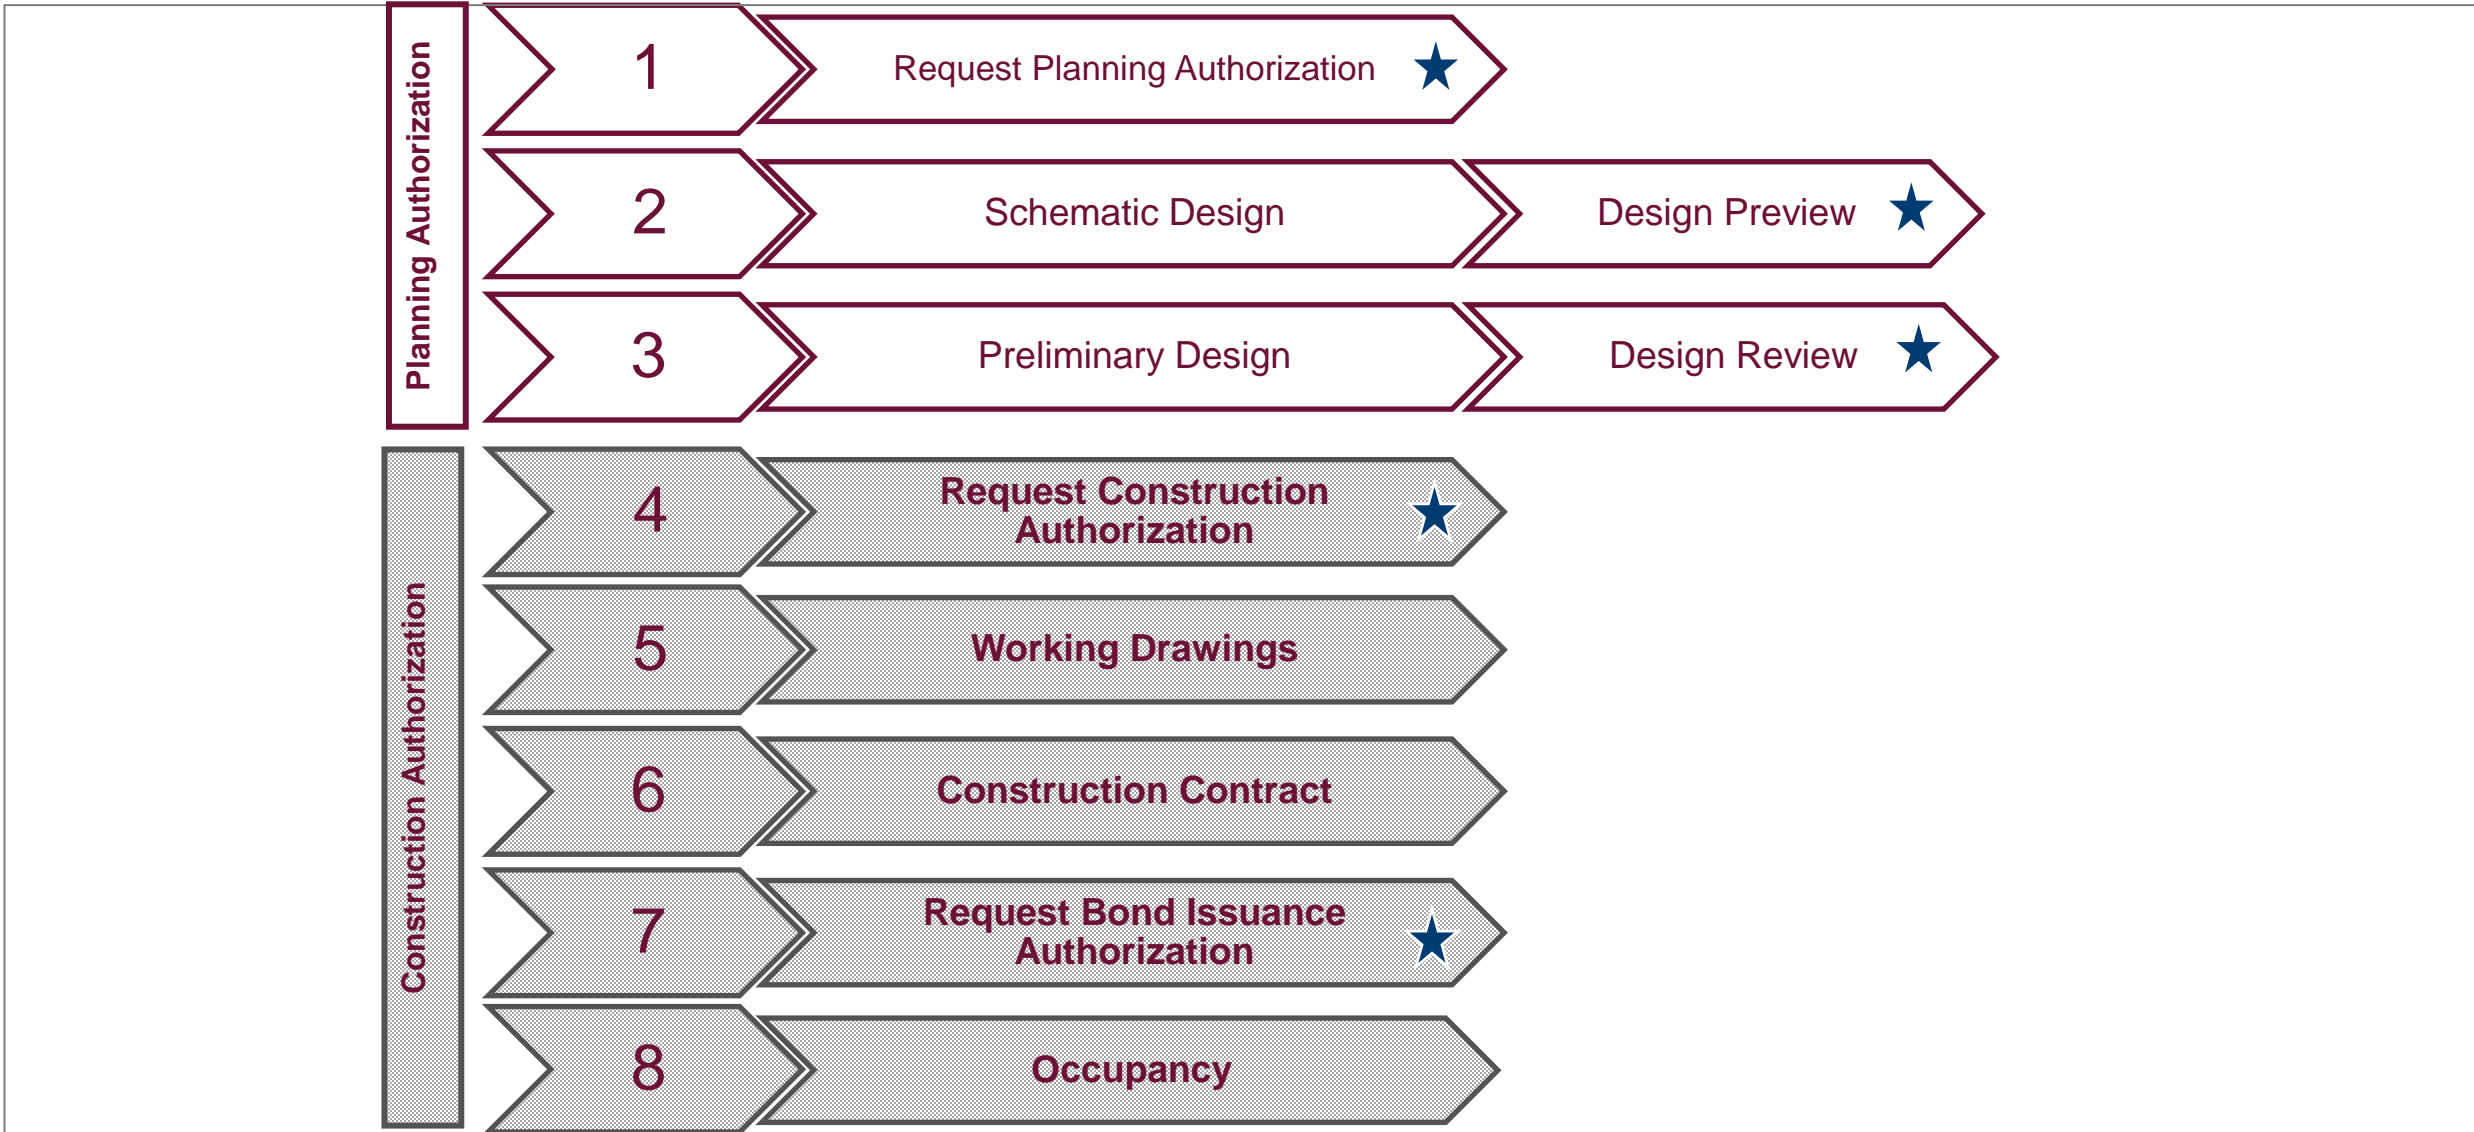 Planning Authorization
1
Request Planning Authorization
2
Schematic Design
Design Preview
3
Preliminary Design
Design Review
Construction Authorization
4
Request Construction
Authorization
5
Working Drawings
6
Construction Contract
7
Request Bond Issuance
Authorization
8
Occupancy